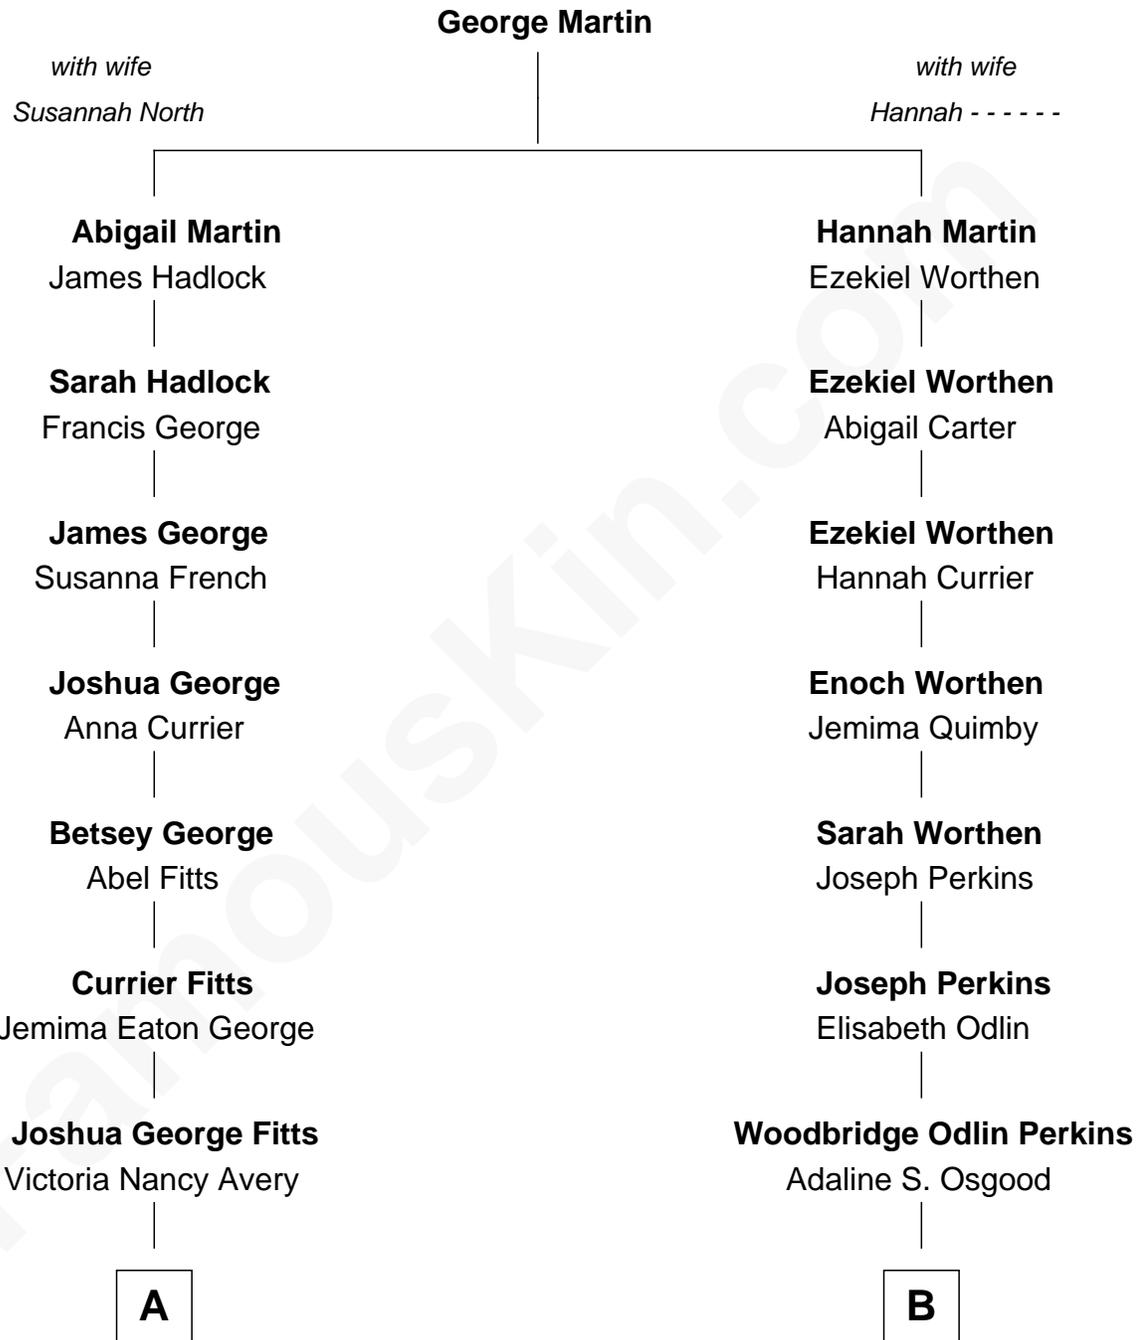 George Martin
with wife
Susannah North
with wife
Hannah - - - - - -
Abigail Martin
James Hadlock
Hannah Martin
Ezekiel Worthen
Sarah Hadlock
Francis George
Ezekiel Worthen
Abigail Carter
James George
Susanna French
Ezekiel Worthen
Hannah Currier
Joshua George
Anna Currier
Enoch Worthen
Jemima Quimby
Betsey George
Abel Fitts
Sarah Worthen
Joseph Perkins
Currier Fitts
Jemima Eaton George
Joseph Perkins
Elisabeth Odlin
Joshua George Fitts
Victoria Nancy Avery
Woodbridge Odlin Perkins
Adaline S. Osgood
A
B
FamousKin.com